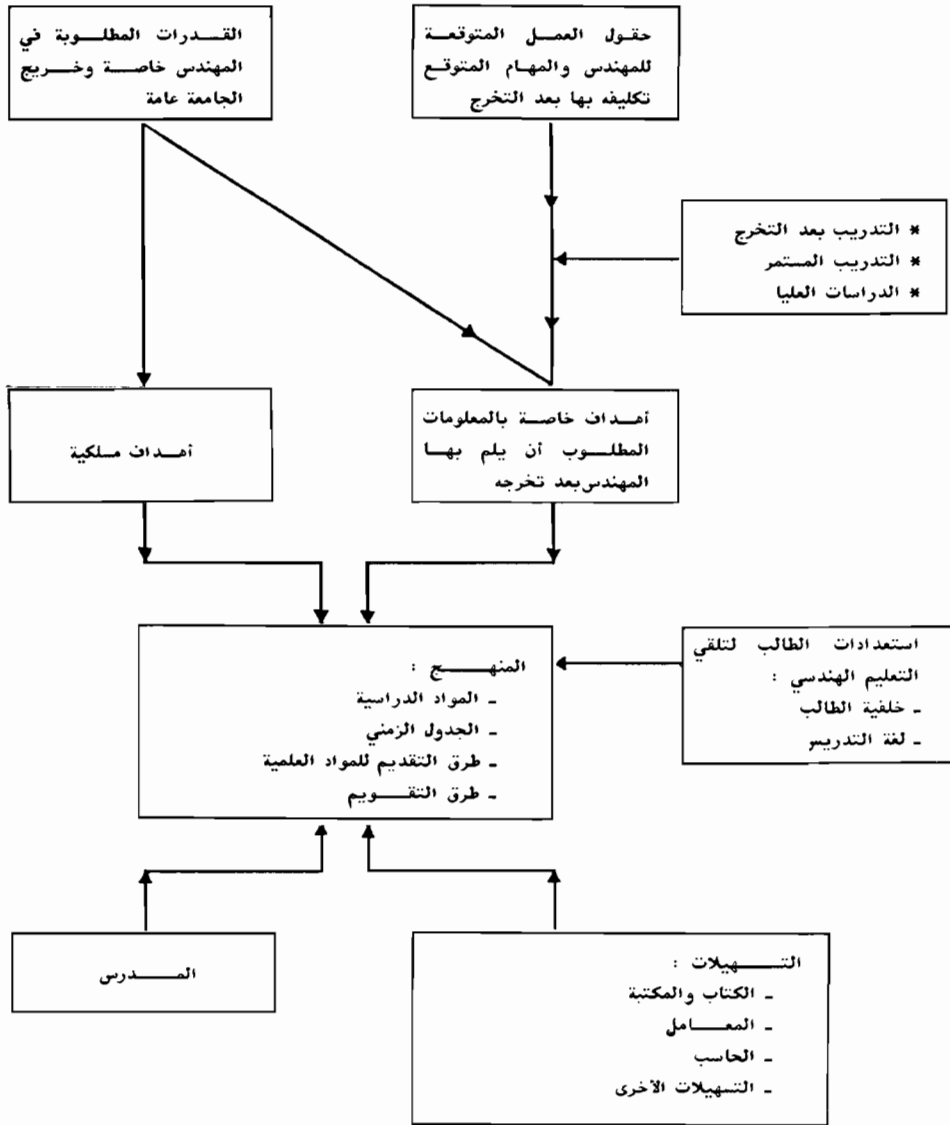 القدرات المطلوبة في
المهندس خاصة وخريج
الجامعة عامة
حقول العمل المتوقعة
للمهندس والمهام المتوقع
تكليفه بها بعد التخرج
* التدريب بعد التخرج
* التدريب المستمر
* الدراسات العليا
أهداف سلكية
أهداف خاصة بالمعلومات
المطلوب أن يلم بها
المهندس بعد تخرجه
المنهج :
- المواد الدراسية
- الجدول الزمني
- طرق التقديم للمواد العلمية
- طرق التقويم
استعدادات الطالب لتلقي
التعليم الهندسي :
- خلفية الطالب
- لغة التدريس
المدرس
التسهيلات :
- الكتاب والمكتبة
- المعامل
- الحاسب
- التسهيلات الآخرى